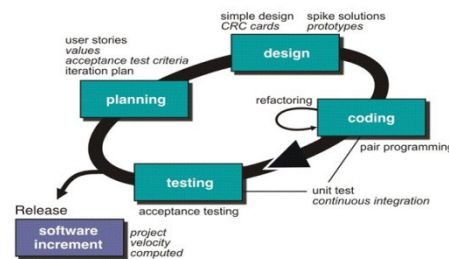 simple design
CRC cards
spike solutions
prototypes
user stories
values
acceptance test criteria
iteration plan
design
planning
refactoring
coding
pair programming
testing
unit test
continuous integration
acceptance testing
Release
software
increment
project
velocity
computed